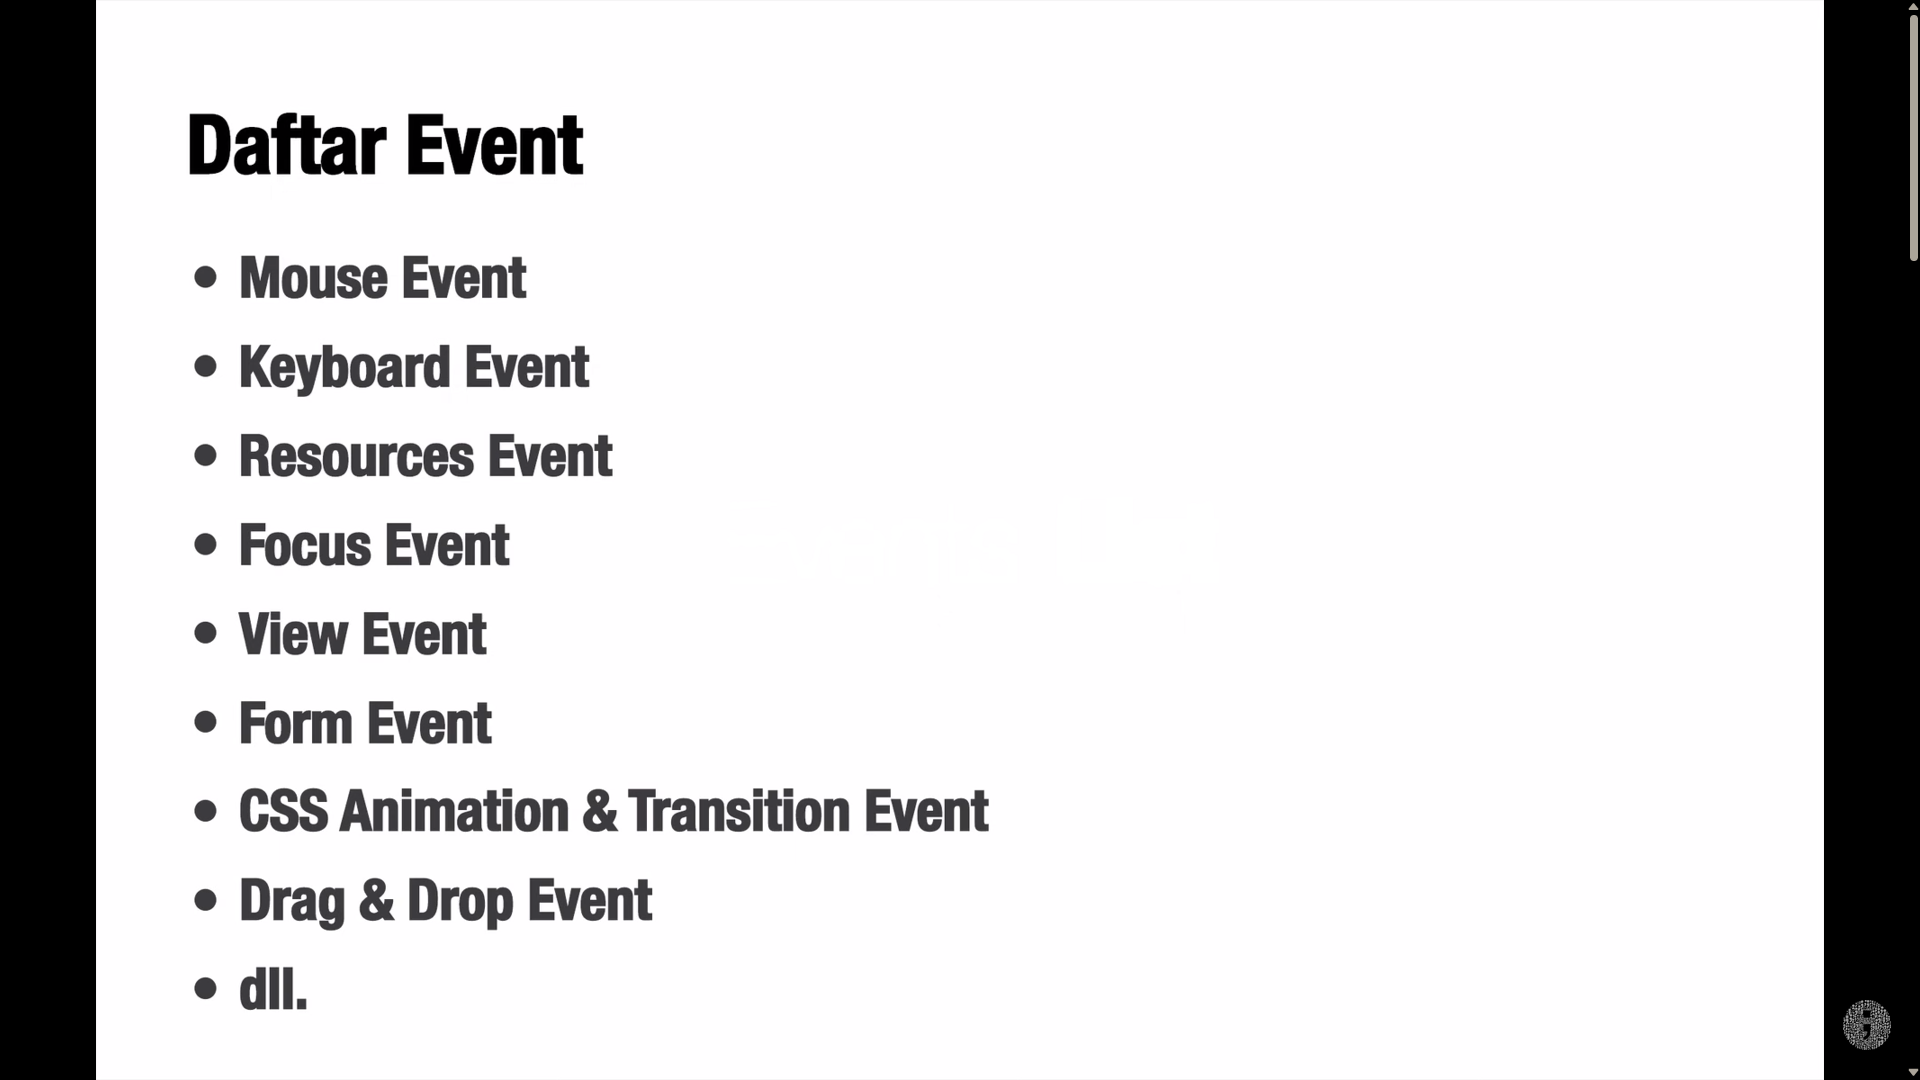 Daftar Event
• Mouse Event
• Keyboard Event
• Resources Event
• Focus Event
• View Event
• Form Event
• CSS Animation & Transition Event
• Drag & Drop Event
• dll.